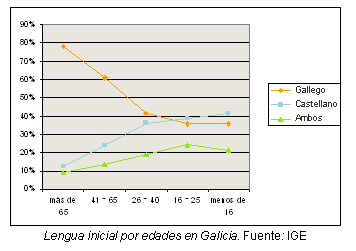 90%
80%
70%
60%
50%
40%
30%
20%
10%
0%
más de 65
41 - 65
26 - 40
16 - 25
menos de 16
Gallego
Castellano
Ambos
Lengua inicial por edades en Galicia. Fuente: IGE